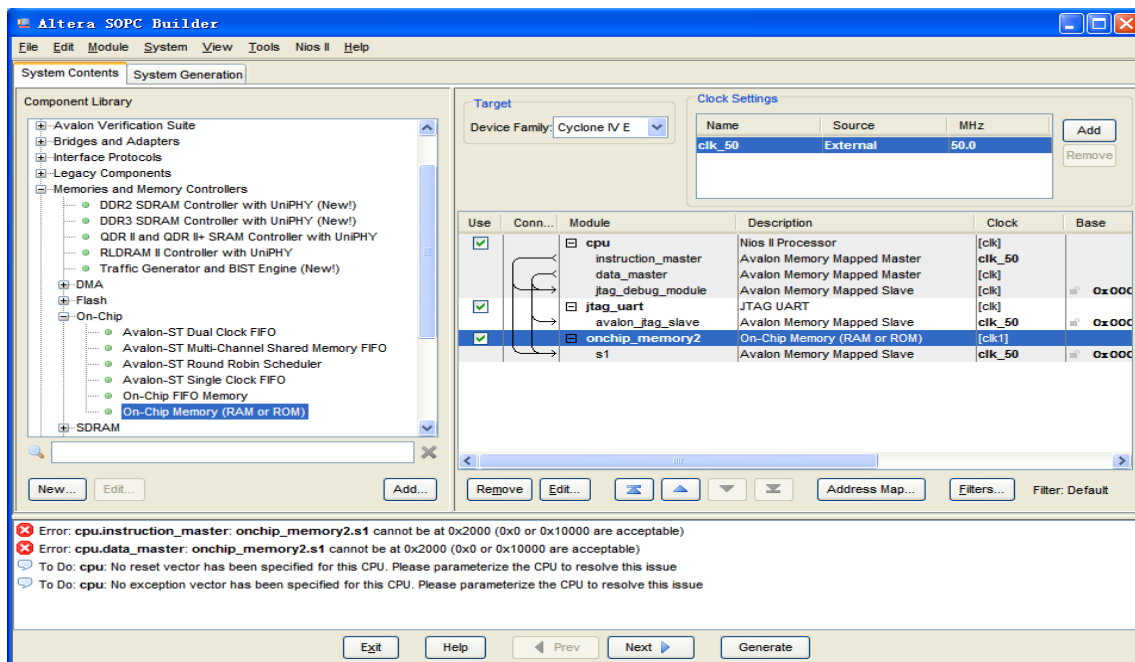 Altera SOPC Builder
File Edit Module System View Tools Nios II Help
System Contents System Generation
Component Library
Avalon Verification Suite
Bridges and Adapters
Interface Protocols
Legacy Components
Memories and Memory Controllers
DDR2 SDRAM Controller with UniPHY (New!)
DDR3 SDRAM Controller with UniPHY (New!)
QDR II and QDR II+ SRAM Controller with UniPHY
RLDRAM II Controller with UniPHY
Traffic Generator and BIST Engine (New!)
DMA
Flash
On-Chip
Avalon-ST Dual Clock FIFO
Avalon-ST Multi-Channel Shared Memory FIFO
Avalon-ST Round Robin Scheduler
Avalon-ST Single Clock FIFO
On-Chip FIFO Memory
On-Chip Memory (RAM or ROM)
SDRAM
New... Edit... Add...
Target
Device Family: Cyclone IV E
Clock Settings
Name Source MHz
clk_50 External 50.0
Add
Remove
Use Conn... Module Description Clock Base
cpu Nios II Processor [clk]
instruction_master Avalon Memory Mapped Master clk_50
data_master Avalon Memory Mapped Master [clk]
jtag_debug_module Avalon Memory Mapped Slave [clk] 0x000
jtag_uart JTAG UART [clk]
avalon_jtag_slave Avalon Memory Mapped Slave clk_50 0x000
onchip_memory2 On-Chip Memory (RAM or ROM) [clk1]
s1 Avalon Memory Mapped Slave clk_50 0x000
Remove Edit... Address Map... Filters... Filter: Default
Error: cpu.instruction_master: onchip_memory2.s1 cannot be at 0x2000 (0x0 or 0x10000 are acceptable)
Error: cpu.data_master: onchip_memory2.s1 cannot be at 0x2000 (0x0 or 0x10000 are acceptable)
To Do: cpu: No reset vector has been specified for this CPU. Please parameterize the CPU to resolve this issue
To Do: cpu: No exception vector has been specified for this CPU. Please parameterize the CPU to resolve this issue
Exit Help Prev Next Generate